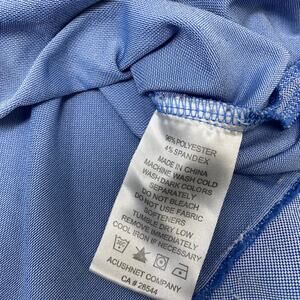 96% POLYESTER
4% SPANDEX
MADE IN CHINA
MACHINE WASH COLD
WASH DARK COLORS
SEPARATELY
DO NOT BLEACH
DO NOT USE FABRIC
SOFTENERS
TUMBLE DRY LOW
REMOVE IMMEDIATELY
COOL IRON IF NECESSARY
ACUSHNET COMPANY
CA # 28544